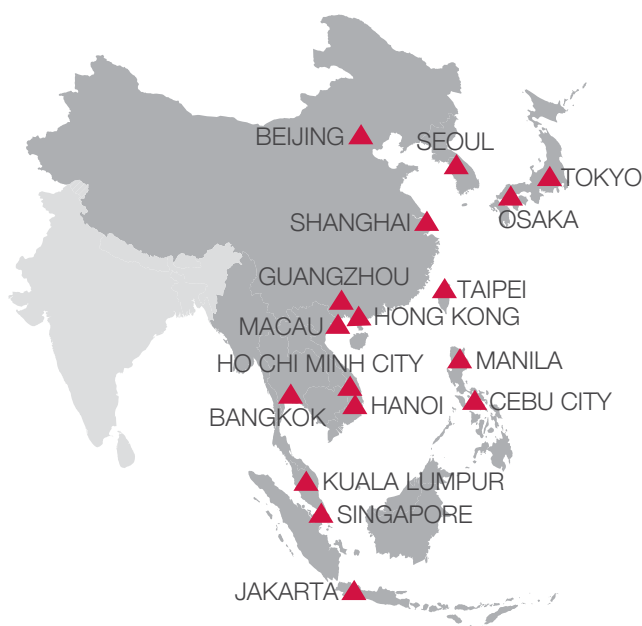 BEIJING
SEOUL
TOKYO
OSAKA
SHANGHAI
GUANGZHOU
TAIPEI
HONG KONG
MACAU
HO CHI MINH CITY
MANILA
BANGKOK
HANOI
CEBU CITY
KUALA LUMPUR
SINGAPORE
JAKARTA